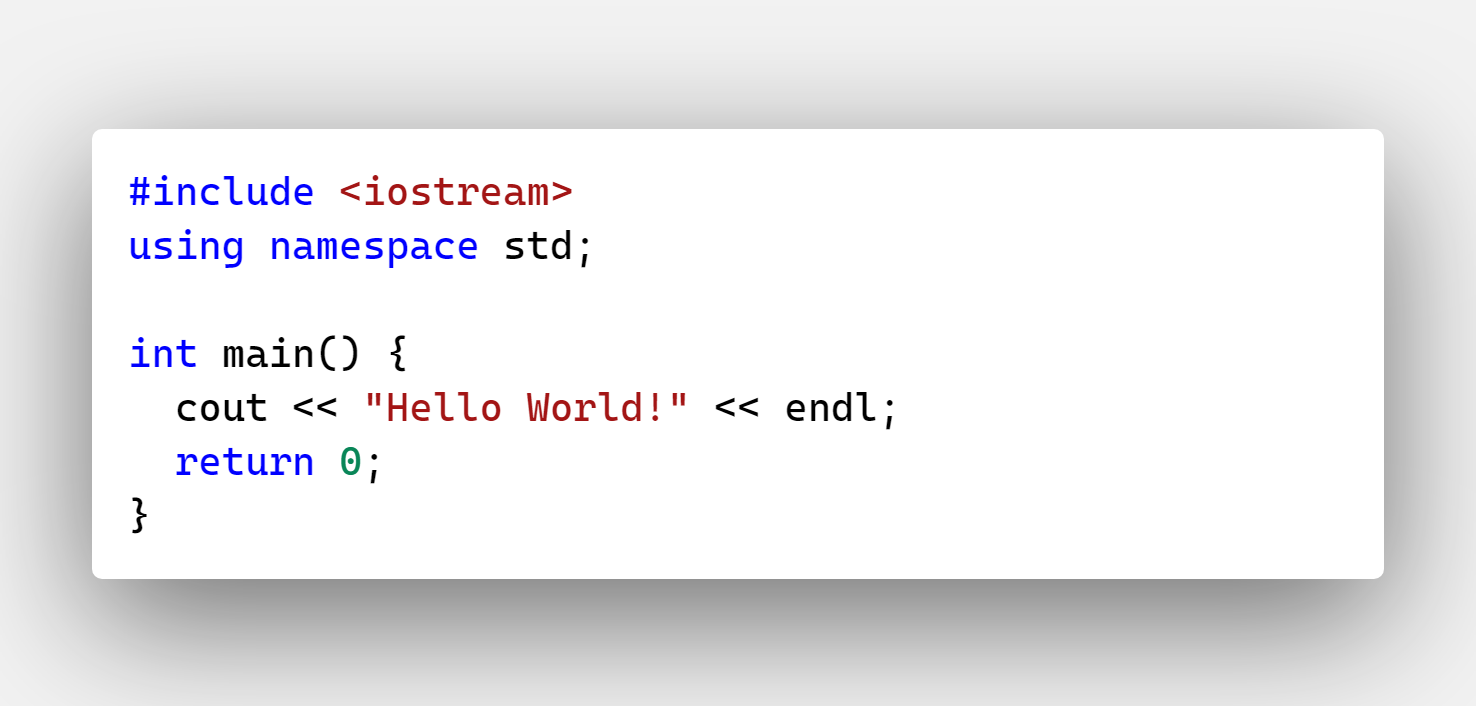 #include <iostream>
using namespace std;

int main() {
  cout << "Hello World!" << endl;
  return 0;
}